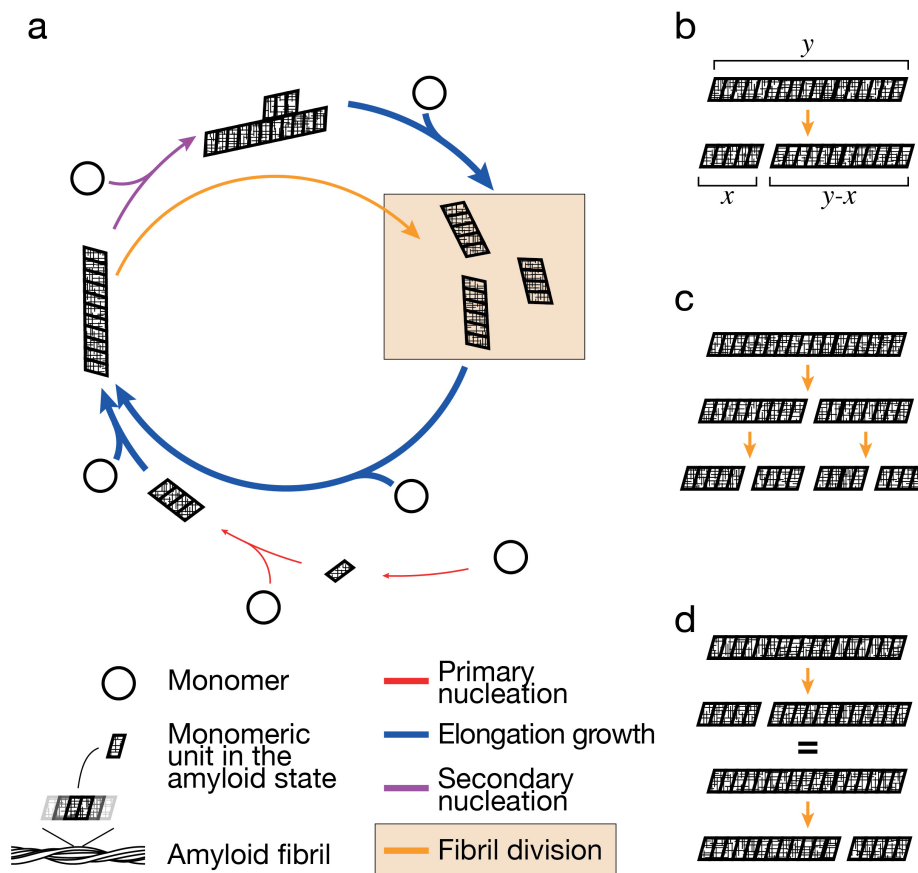 a
b
y
x
y-x
c
d
=
Monomer
Monomeric
unit in the
amyloid state
Amyloid fibril
Primary
nucleation
Elongation growth
Secondary
nucleation
Fibril division